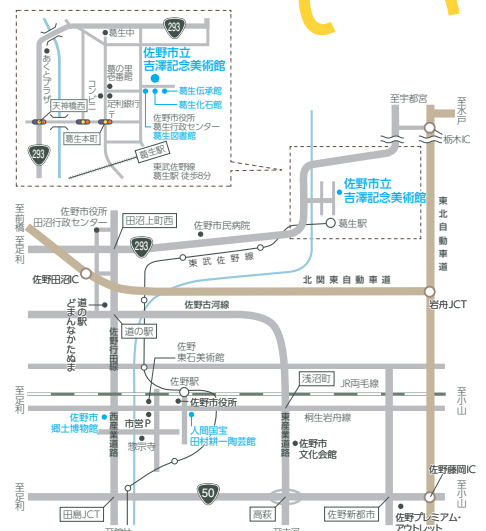 293
葛生中
佐野市立
吉澤記念美術館
あくとプラザ
コンビニ
葛の里
壱番館
足利銀行
〒
天神橋西
葛生伝承館
葛生化石館
佐野市役所
葛生行政センター
葛生図書館
葛生本町
293
葛生駅
東武佐野線
葛生駅 徒歩8分
至宇都宮
至水戸
栃木IC
佐野市立
吉澤記念美術館
葛生駅
東北自動車道
至前橋
至足利
佐野市役所
田沼行政センター
田沼上町西
佐野市民病院
293
東武佐野線
佐野田沼IC
北関東自動車道
岩舟JCT
道の駅
どまんなかたぬま
佐野古河線
道の駅
佐野行田線
佐野
東石美術館
浅沼町
JR両毛線
佐野駅
至足利
至小山
佐野市役所
桐生岩舟線
佐野市
郷土博物館
西産業道路
市営P
惣宗寺
人間国宝
田村耕一陶芸館
東産業道路
佐野市
文化会館
佐野藤岡IC
至足利
50
至小山
田島JCT
高萩
佐野新都市
佐野プレミアム・
アウトレット